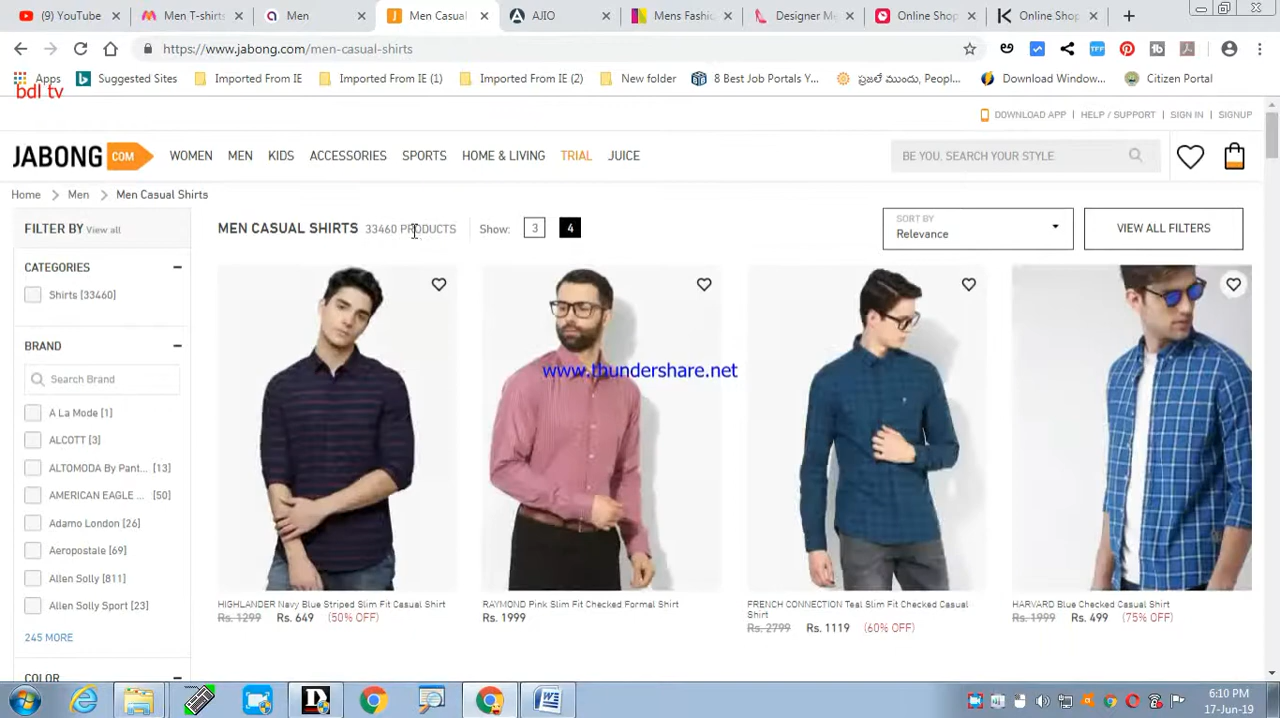 (1) YouTube
Men T-shirts
Men
Men Casual
AJIO
Mens Fashi
Designer Me
Online Shop
Online Shop
https://www.jabong.com/men-casual-shirts
Apps
Suggested Sites
Imported From IE
Imported From IE (1)
Imported From IE (2)
New folder
8 Best Job Portals Y...
ప్రజలే ముందు, Peopl...
Download Window...
Citizen Portal
bdl tv
DOWNLOAD APP | HELP / SUPPORT | SIGN IN | SIGNUP
JABONG COM WOMEN MEN KIDS ACCESSORIES SPORTS HOME & LIVING TRIAL JUICE BE YOU. SEARCH YOUR STYLE
Home > Men > Men Casual Shirts
FILTER BY View all
MEN CASUAL SHIRTS 33460 PRODUCTS Show: 3 4
SORT BY
Relevance
VIEW ALL FILTERS
CATEGORIES
Shirts [33460]
BRAND
Search Brand
A La Mode [1]
ALCOTT [3]
ALTOMODA By Pant... [13]
AMERICAN EAGLE ... [50]
Adamo London [26]
Aeropostale [69]
Allen Solly [811]
Allen Solly Sport [23]
245 MORE
COLOR
www.thundershare.net
HIGHLANDER Navy Blue Striped Slim Fit Casual Shirt
Rs. 1299 Rs. 649 (50% OFF)
RAYMOND Pink Slim Fit Checked Formal Shirt
Rs. 1999
FRENCH CONNECTION Teal Slim Fit Checked Casual
Shirt
Rs. 2799 Rs. 1119 (60% OFF)
HARVARD Blue Checked Casual Shirt
Rs. 1999 Rs. 499 (75% OFF)
6:10 PM
17-Jun-19